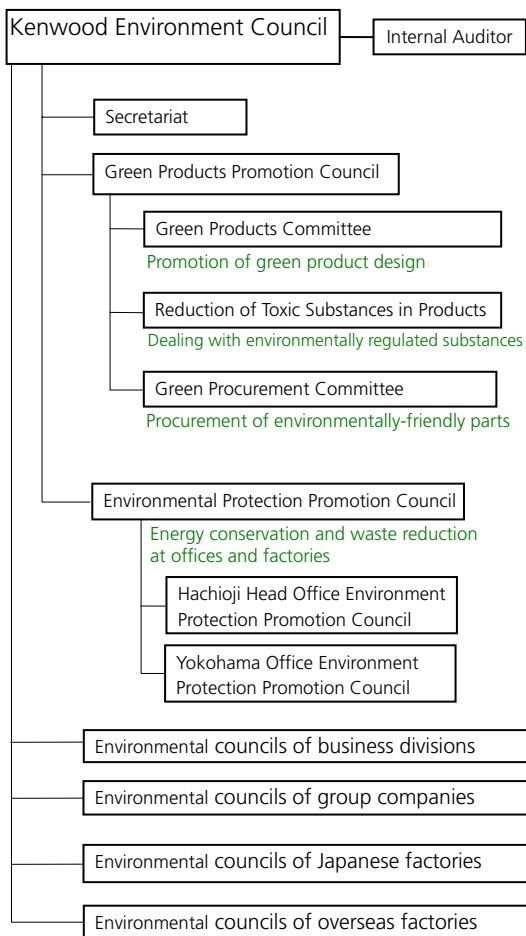 Kenwood Environment Council
Internal Auditor
Secretariat
Green Products Promotion Council
Green Products Committee
Promotion of green product design
Reduction of Toxic Substances in Products
Dealing with environmentally regulated substances
Green Procurement Committee
Procurement of environmentally-friendly parts
Environmental Protection Promotion Council
Energy conservation and waste reduction
at offices and factories
Hachioji Head Office Environment
Protection Promotion Council
Yokohama Office Environment
Protection Promotion Council
Environmental councils of business divisions
Environmental councils of group companies
Environmental councils of Japanese factories
Environmental councils of overseas factories